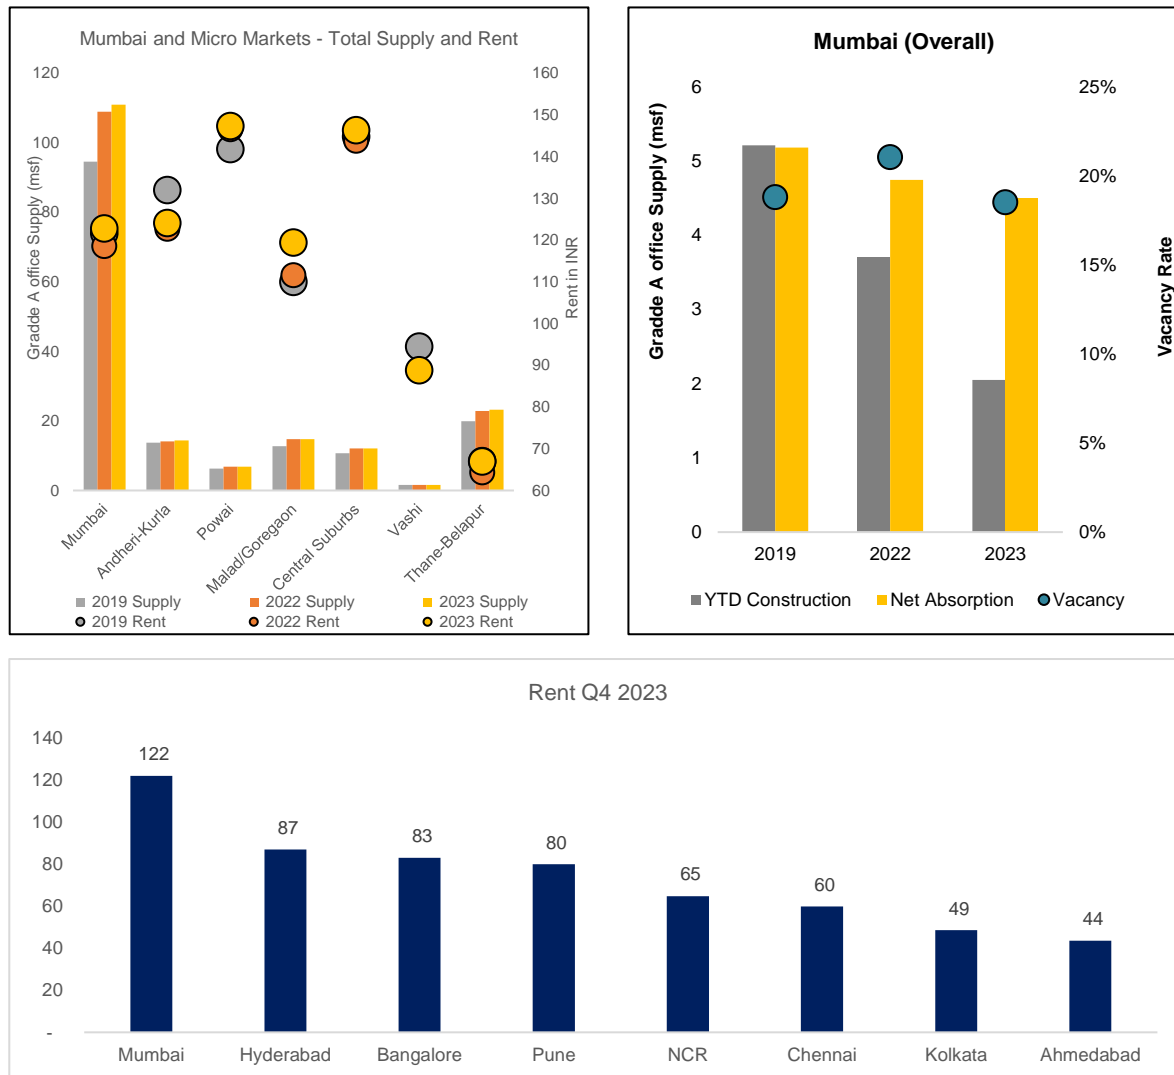 Mumbai and Micro Markets - Total Supply and Rent
120
100
80
60
40
20
0
Gradde A office Supply (msf)
160
150
140
130
120
110
100
90
80
70
60
Rent in INR
Mumbai
Andheri-Kurla
Powai
Malad/Goregaon
Central Suburbs
Vashi
Thane-Belapur
2019 Supply 2022 Supply 2023 Supply
2019 Rent 2022 Rent 2023 Rent
Mumbai (Overall)
6
5
4
3
2
1
0
Gradde A office Supply (msf)
25%
20%
15%
10%
5%
0%
Vacancy Rate
2019 2022 2023
YTD Construction Net Absorption Vacancy
Rent Q4 2023
140
120
100
80
60
40
20
-
122 87 83 80 65 60 49 44
Mumbai Hyderabad Bangalore Pune NCR Chennai Kolkata Ahmedabad